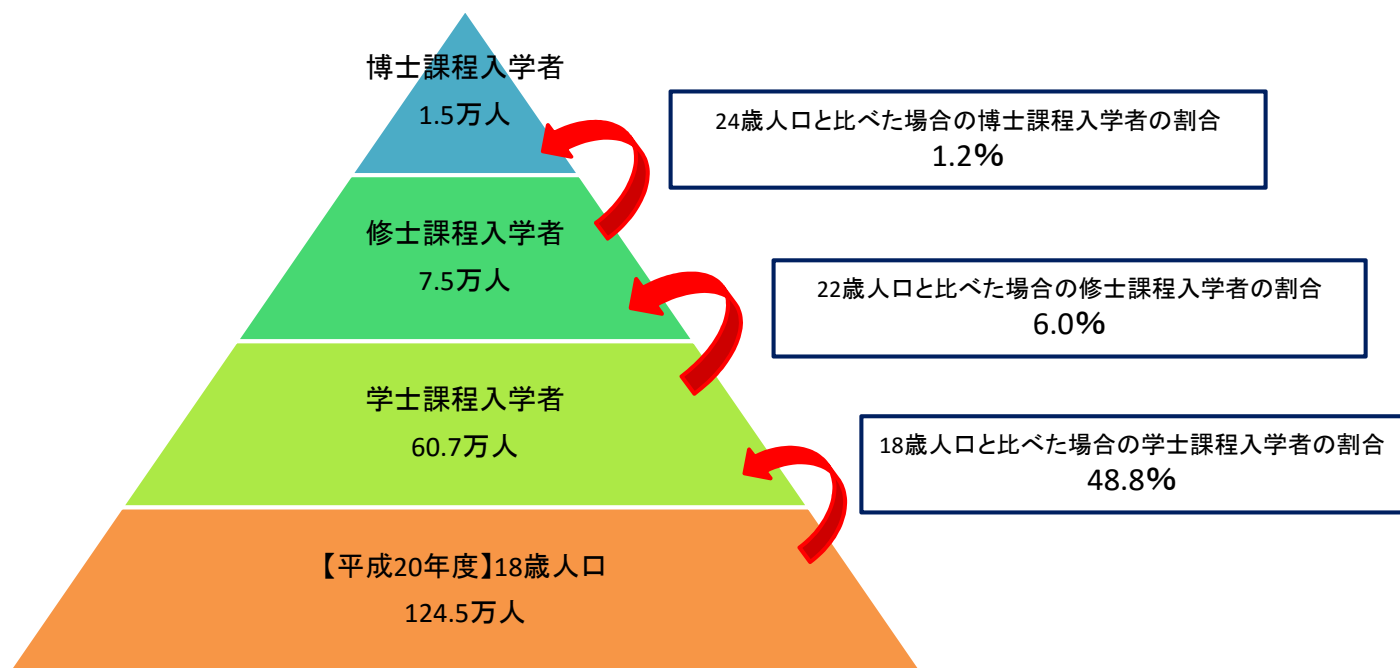 博士課程入学者
1.5万人
24歳人口と比べた場合の博士課程入学者の割合
1.2%
修士課程入学者
7.5万人
22歳人口と比べた場合の修士課程入学者の割合
6.0%
学士課程入学者
60.7万人
18歳人口と比べた場合の学士課程入学者の割合
48.8%
【平成20年度】18歳人口
124.5万人